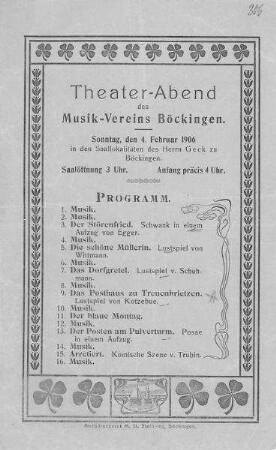 Theater-Abend
des
Musik-Vereins Böckingen.
Sonntag, den 4. Februar 1906
in den Saallokalitäten des Herrn Geck zu
Böckingen.
Saalöffnung 3 Uhr. Anfang präcis 4 Uhr.
PROGRAMM.
1. Musik.
2. Musik.
3. Der Störenfried. Schwank in einem
Aufzug von Egger.
4. Musik.
5. Die schöne Müllerin. Lustspiel von
Wittmann.
6. Musik.
7. Das Dorfgretel. Lustspiel v. Schuh-
mann.
8. Musik.
9. Das Posthaus zu Treuenbrietzen.
Lustspiel von Kotzebue.
10. Musik.
11. Der blaue Montag.
12. Musik.
13. Der Posten am Pulverturm. Posse
in einem Aufzug.
14. Musik.
15. Arretiert. Komische Szene v. Trubin.
16. Musik.
Böckingen.